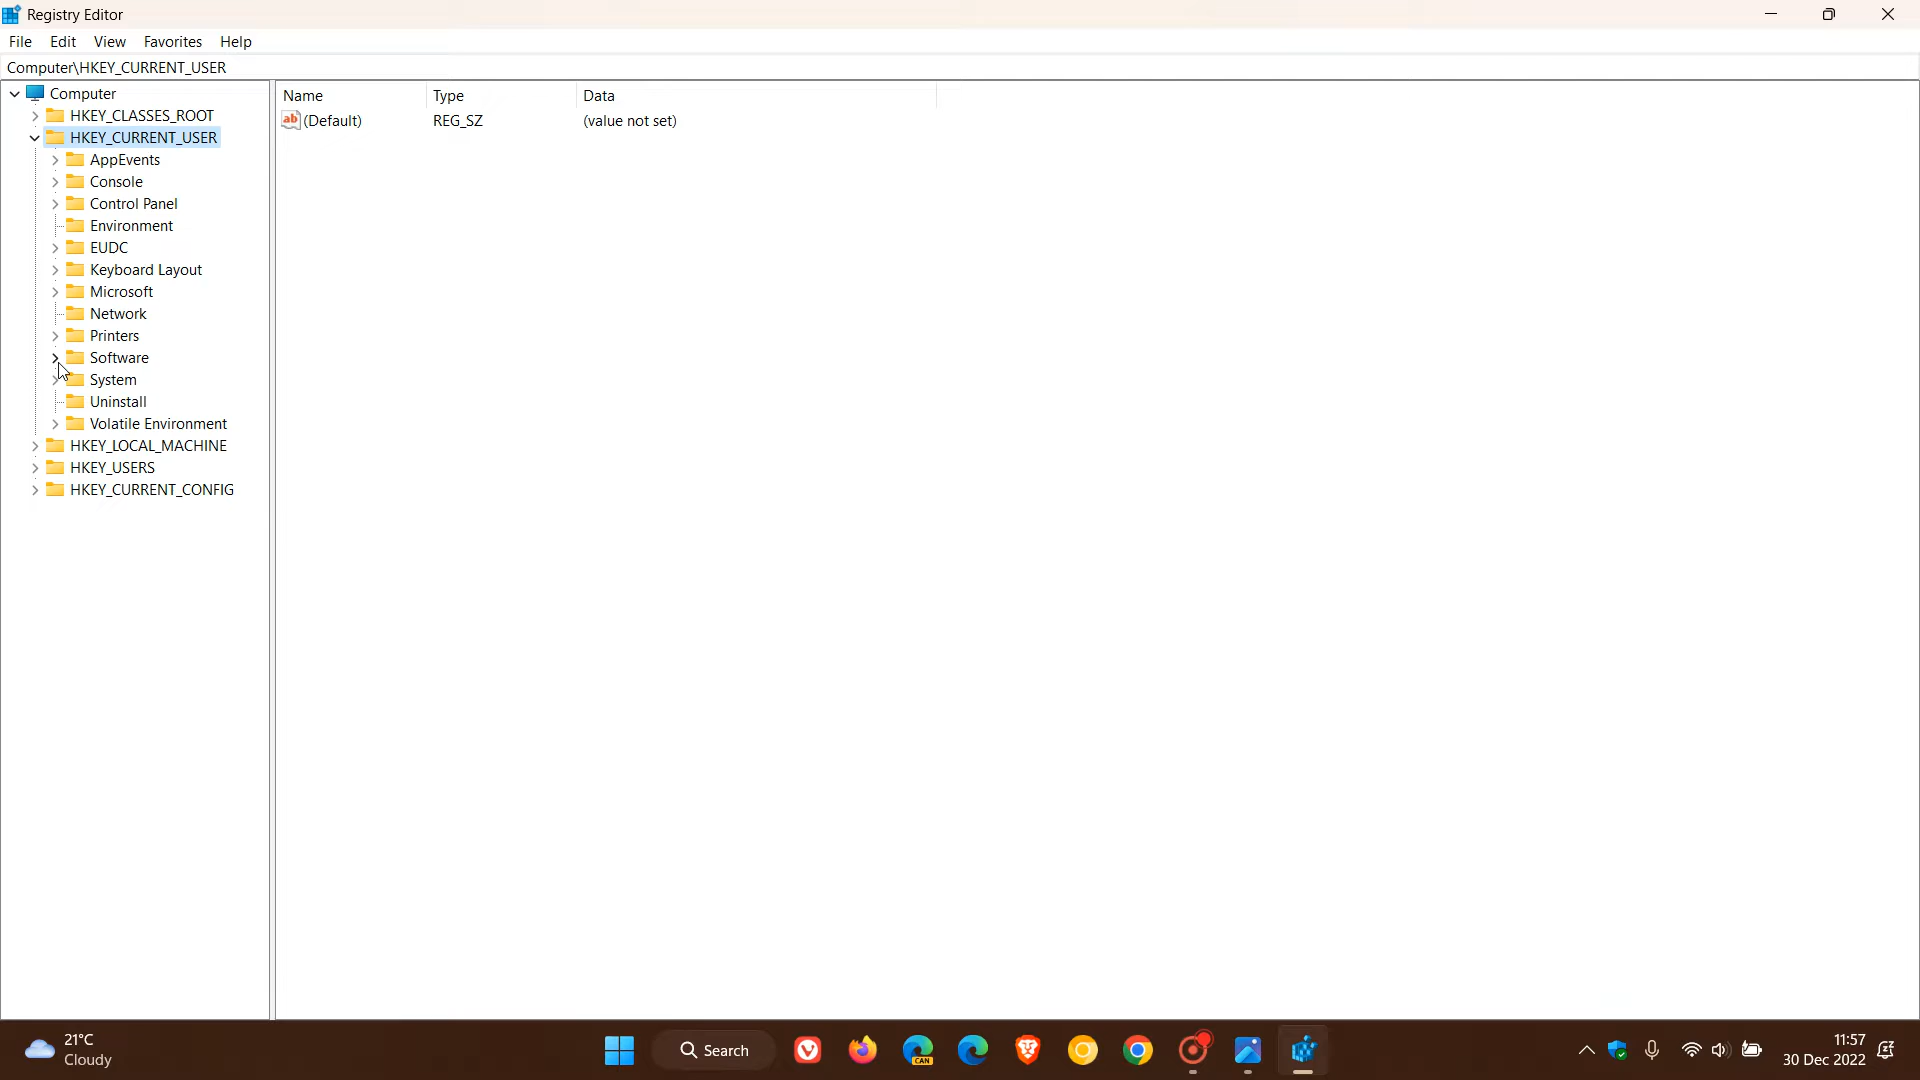 Registry Editor
File Edit View Favorites Help
Computer\HKEY_CURRENT_USER
Computer
HKEY_CLASSES_ROOT
HKEY_CURRENT_USER
AppEvents
Console
Control Panel
Environment
EUDC
Keyboard Layout
Microsoft
Network
Printers
Software
System
Uninstall
Volatile Environment
HKEY_LOCAL_MACHINE
HKEY_USERS
HKEY_CURRENT_CONFIG
Name Type Data
ab (Default) REG_SZ (value not set)
21°C
Cloudy
Search
CAN
11:57
30 Dec 2022